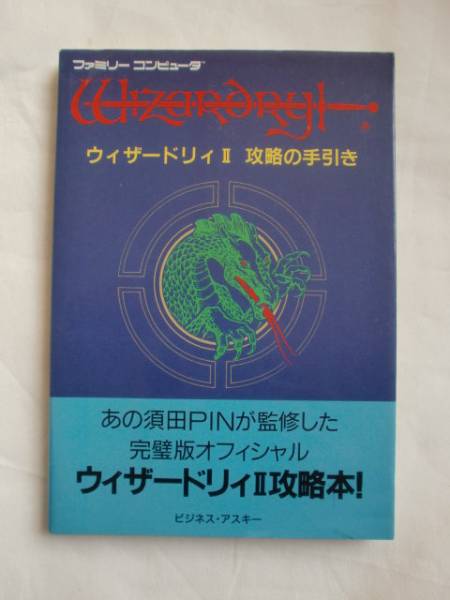 ファミリー コンピュータ™
Wizardry
ウィザードリィⅡ 攻略の手引き
あの須田PINが監修した
完璧版オフィシャル
ウィザードリィⅡ攻略本!
ビジネス・アスキー